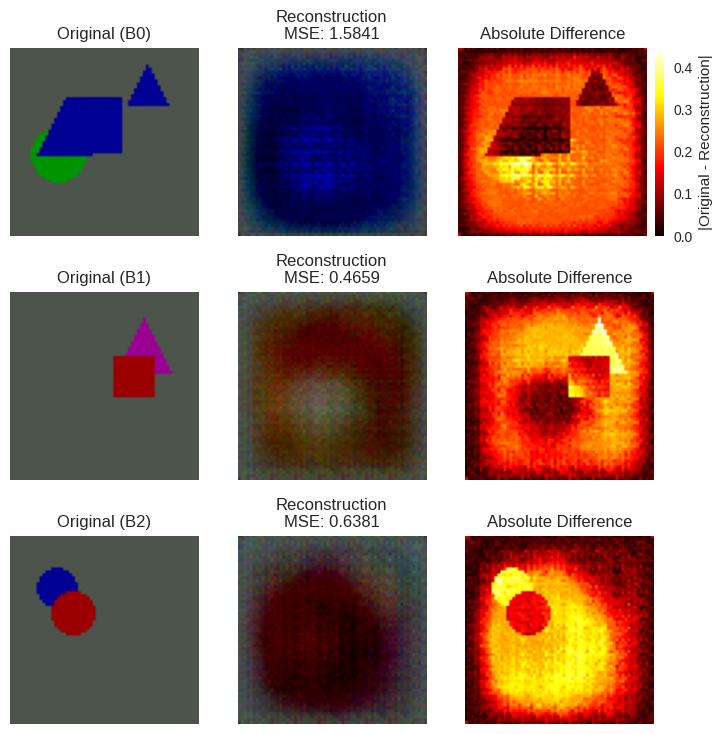 Original (B0)
Reconstruction
MSE: 1.5841
Absolute Difference
0.4
0.3
0.2
0.1
0.0
|Original - Reconstruction|
Original (B1)
Reconstruction
MSE: 0.4659
Absolute Difference
Original (B2)
Reconstruction
MSE: 0.6381
Absolute Difference